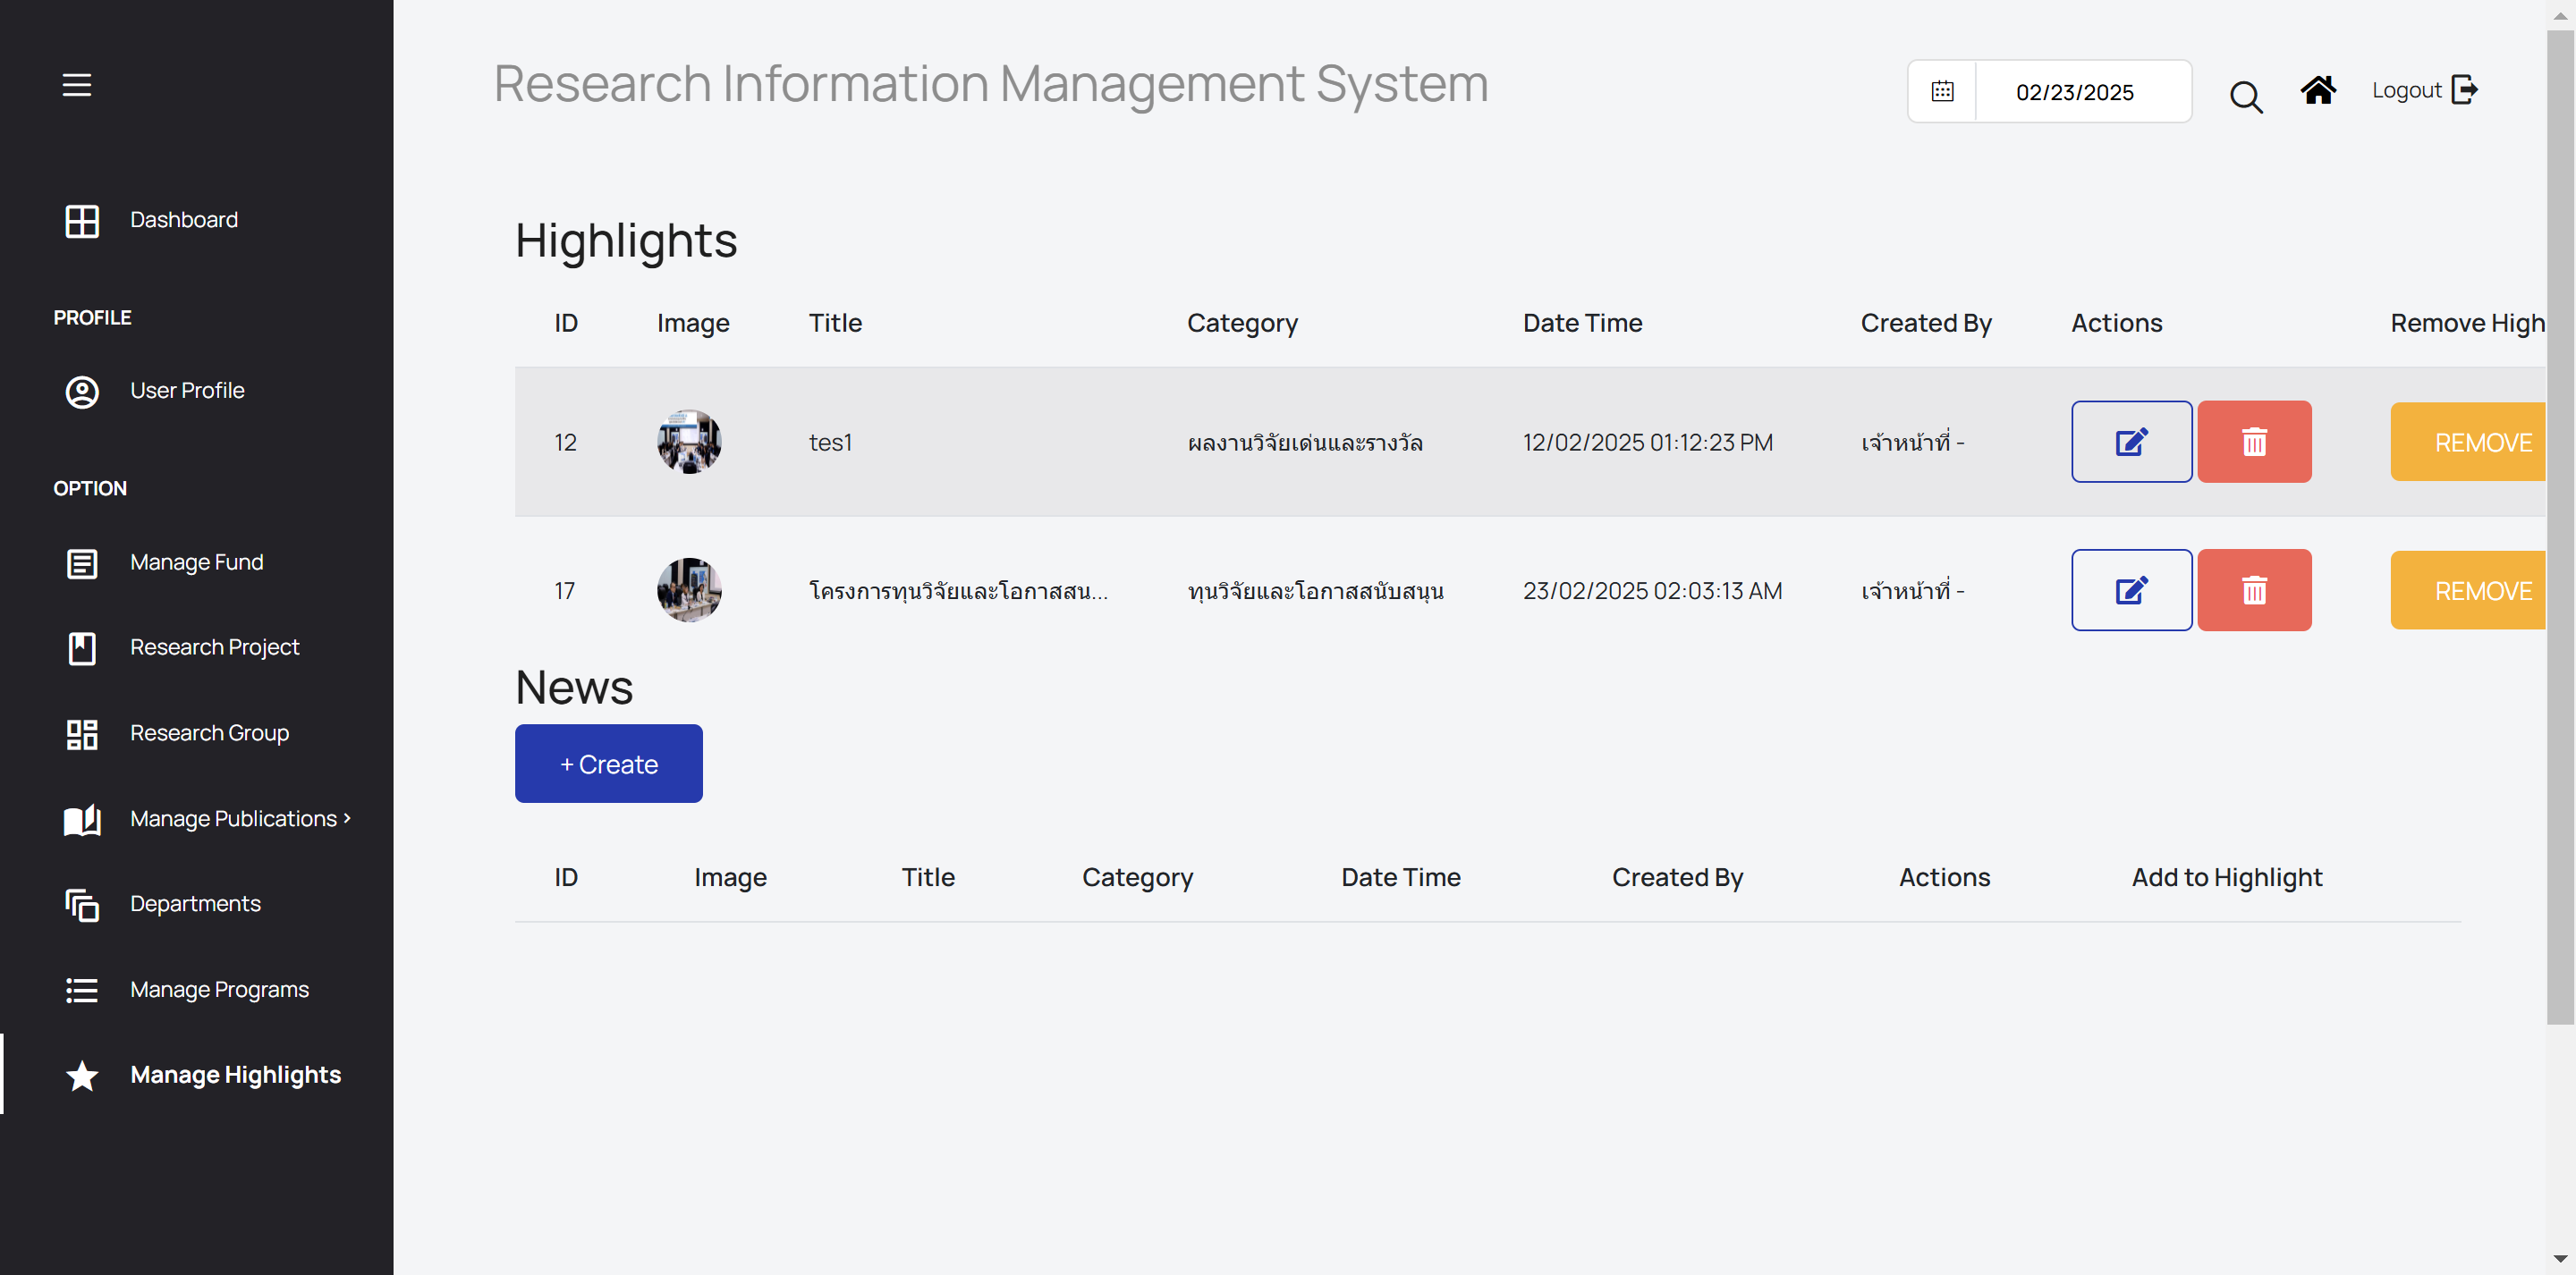 Research Information Management System
02/23/2025
Logout
Dashboard
PROFILE
User Profile
OPTION
Manage Fund
Research Project
Research Group
Manage Publications
Departments
Manage Programs
Manage Highlights
Highlights
ID Image Title Category Date Time Created By Actions Remove High
12 tes1 ผลงานวิจัยเด่นและรางวัล 12/02/2025 01:12:23 PM เจ้าหน้าที่ - REMOVE
17 โครงการทุนวิจัยและโอกาสสน... ทุนวิจัยและโอกาสสนับสนุน 23/02/2025 02:03:13 AM เจ้าหน้าที่ - REMOVE
News
+ Create
ID Image Title Category Date Time Created By Actions Add to Highlight